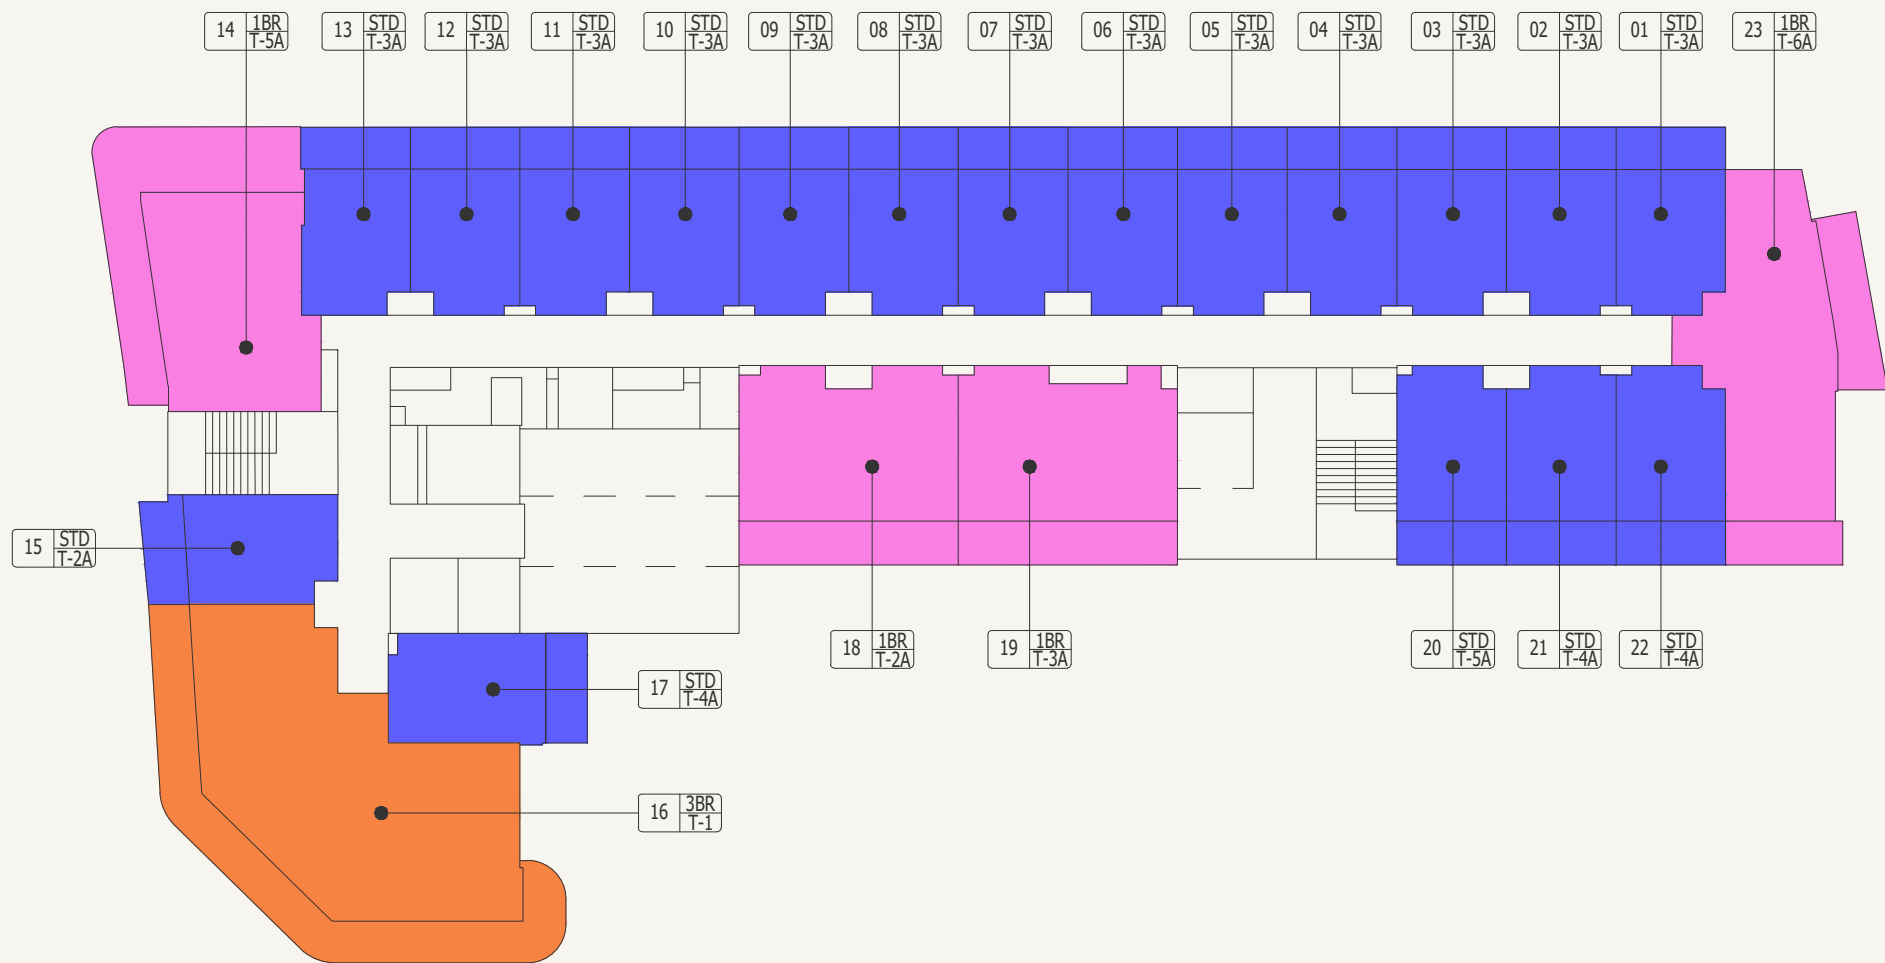 14 1BR T-5A
13 STD T-3A
12 STD T-3A
11 STD T-3A
10 STD T-3A
09 STD T-3A
08 STD T-3A
07 STD T-3A
06 STD T-3A
05 STD T-3A
04 STD T-3A
03 STD T-3A
02 STD T-3A
01 STD T-3A
23 1BR T-6A
15 STD T-2A
18 1BR T-2A
19 1BR T-3A
20 STD T-5A
21 STD T-4A
22 STD T-4A
17 STD T-4A
16 3BR T-1